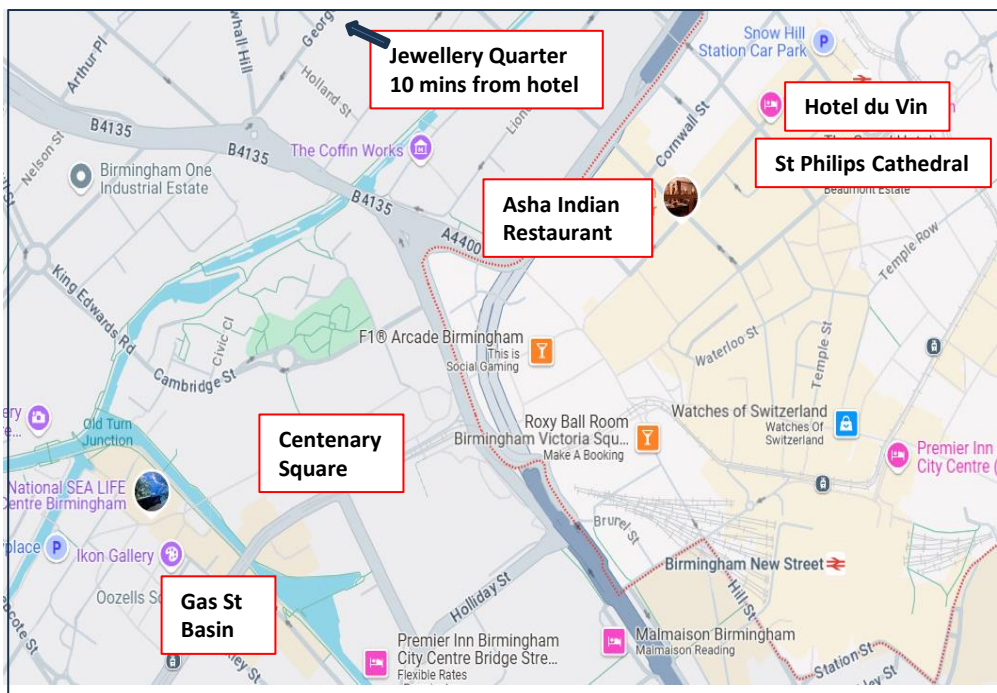 Georg
whall Hill
Arthur Pl
Jewellery Quarter
10 mins from hotel
Snow Hill
Station Car Park
P
Holland St
Lion
B4135
Nelson St
B4135
The Coffin Works
Cornwall St
Hotel du Vin
Birmingham One
Industrial Estate
B4135
St Philips Cathedral
Beaumont Estate
Asha Indian
Restaurant
A4400
Temple Row
King Edwards Rd
Civic Cl
F1® Arcade Birmingham
This is
Social Gaming
Waterloo St
Temple St
Cambridge St
Old Turn
Junction
Centenary
Square
Roxy Ball Room
Birmingham Victoria Squ...
Make A Booking
Watches of Switzerland
Watches Of
Switzerland
Premier Inn
City Centre (
National SEA LIFE
Centre Birmingham
Brunel St
place
P
Ikon Gallery
Birmingham New Street
Oozells S
Gas St
Basin
Holliday St
Hill St
Premier Inn Birmingham
City Centre Bridge Stre...
Flexible Rates
Malmaison Birmingham
Malmaison Reading
Station St